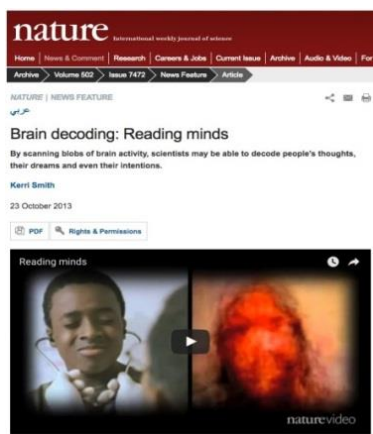 nature International weekly journal of science
Home News & Comment Research Careers & Jobs Current Issue Archive Audio & Video For
Archive Volume 502 Issue 7472 News Feature Article
NATURE | NEWS FEATURE
عربي
Brain decoding: Reading minds
By scanning blobs of brain activity, scientists may be able to decode people's thoughts,
their dreams and even their intentions.
Kerri Smith
23 October 2013
PDF Rights & Permissions
Reading minds
naturevideo